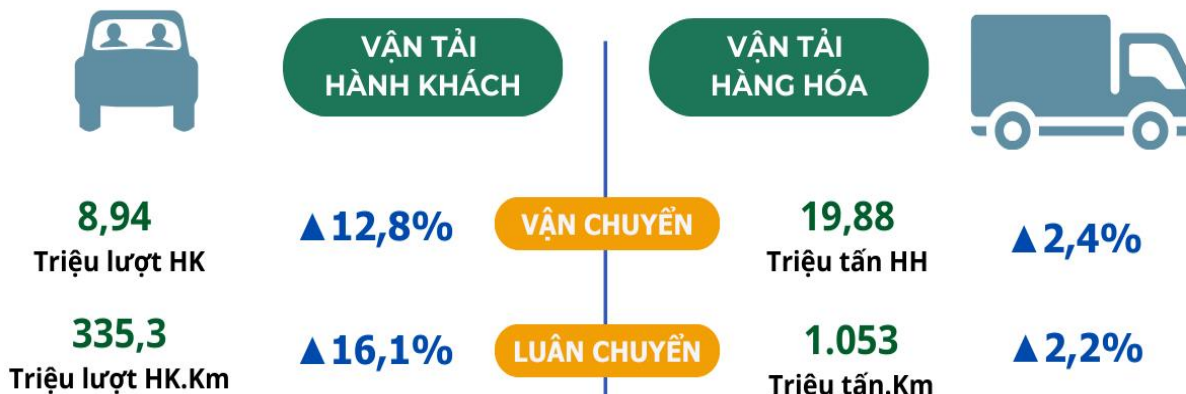 VẬN TẢI
HÀNH KHÁCH
VẬN TẢI
HÀNG HÓA
8,94
Triệu lượt HK
▲12,8%
VẬN CHUYỂN
19,88
Triệu tấn HH
▲2,4%
335,3
Triệu lượt HK.Km
▲16,1%
LUÂN CHUYỂN
1.053
Triệu tấn.Km
▲2,2%